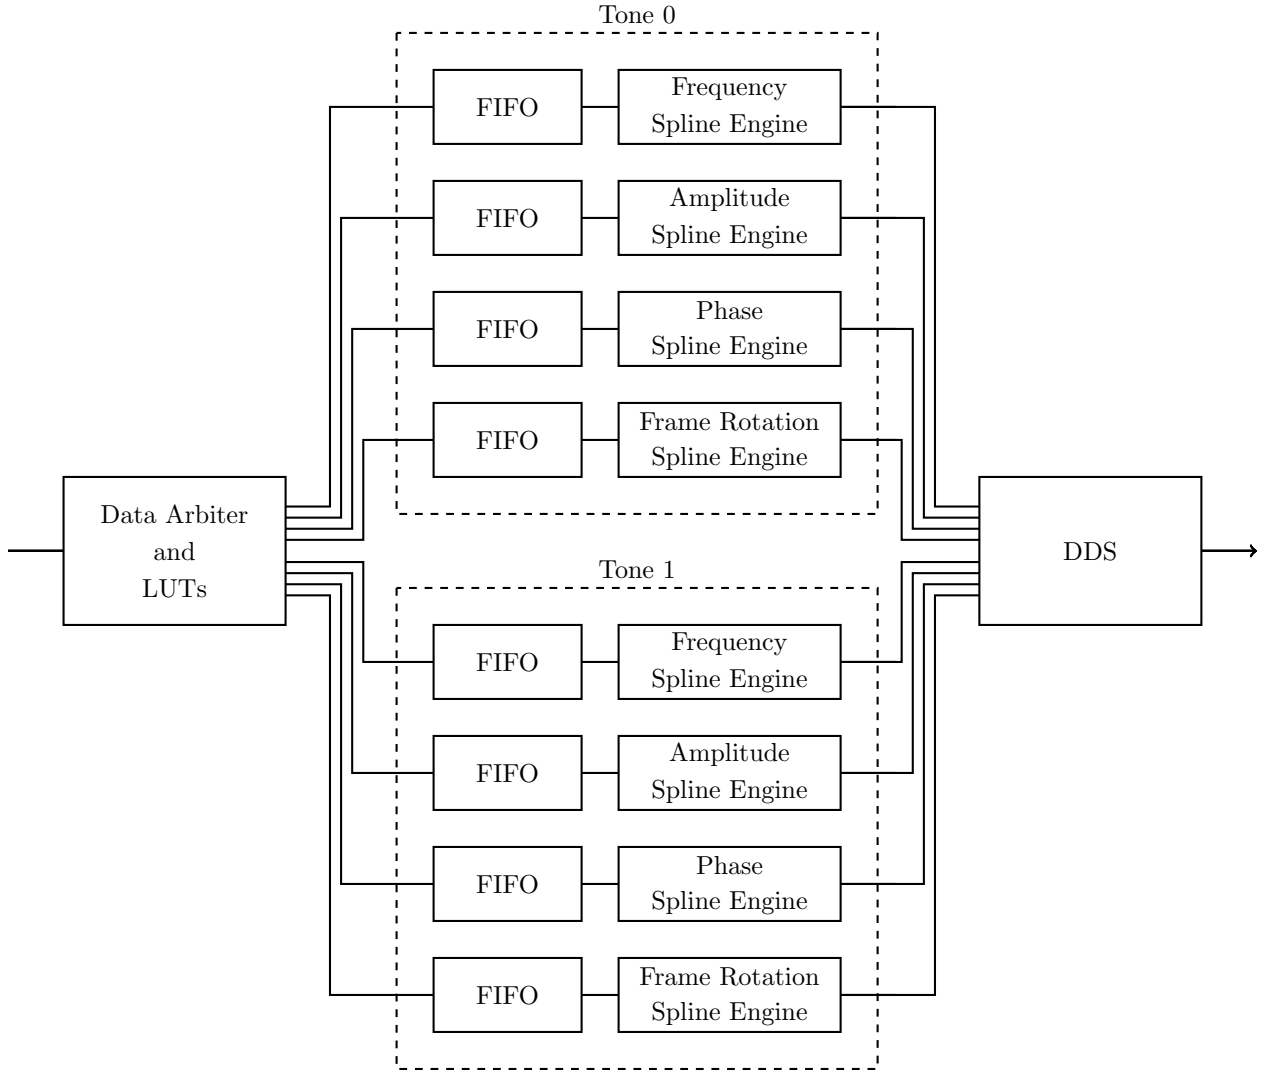 Tone 0
FIFO
Frequency
Spline Engine
FIFO
Amplitude
Spline Engine
FIFO
Phase
Spline Engine
FIFO
Frame Rotation
Spline Engine
Data Arbiter
and
LUTs
DDS
Tone 1
FIFO
Frequency
Spline Engine
FIFO
Amplitude
Spline Engine
FIFO
Phase
Spline Engine
FIFO
Frame Rotation
Spline Engine